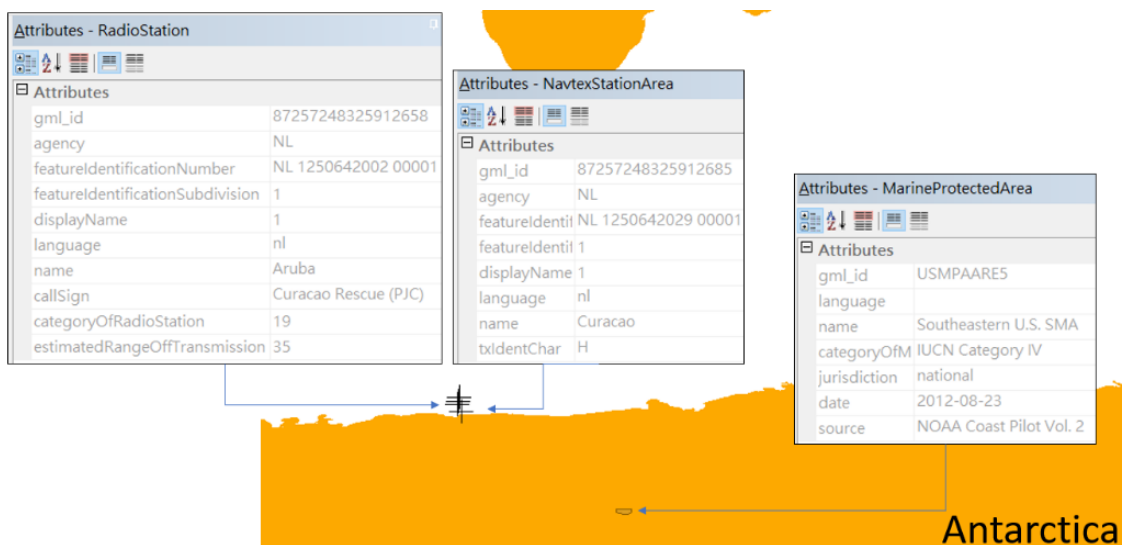 Attributes - RadioStation
Attributes
gml_id 87257248325912658
agency NL
featureIdentificationNumber NL 1250642002 00001
featureIdentificationSubdivision 1
displayName 1
language nl
name Aruba
callSign Curacao Rescue (PJC)
categoryOfRadioStation 19
estimatedRangeOffTransmission 35
Attributes - NavtexStationArea
Attributes
gml_id 87257248325912685
agency NL
featureIdentif NL 1250642029 00001
featureIdentif 1
displayName 1
language nl
name Curacao
txIdentChar H
Attributes - MarineProtectedArea
Attributes
gml_id USMPAARE5
language
name Southeastern U.S. SMA
categoryOfM IUCN Category IV
jurisdiction national
date 2012-08-23
source NOAA Coast Pilot Vol. 2
Antarctica